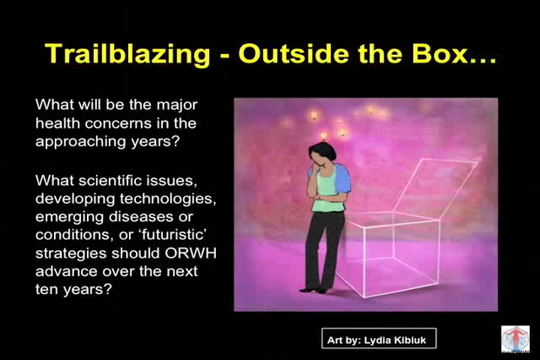 Trailblazing - Outside the Box...
What will be the major
health concerns in the
approaching years?
What scientific issues,
developing technologies,
emerging diseases or
conditions, or ‘futuristic’
strategies should ORWH
advance over the next
ten years?
Art by: Lydia Kibiuk